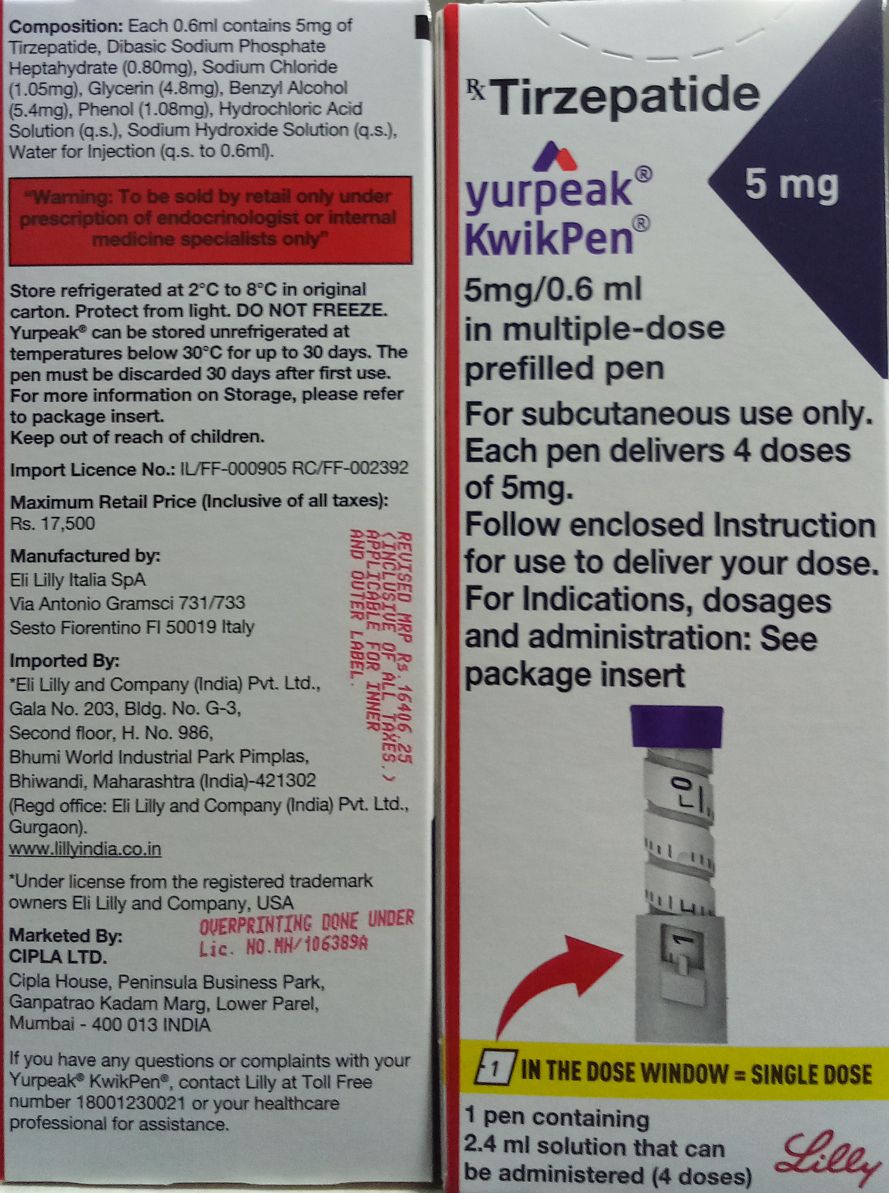 Composition: Each 0.6ml contains 5mg of
Tirzepatide, Dibasic Sodium Phosphate
Heptahydrate (0.80mg), Sodium Chloride
(1.05mg), Glycerin (4.8mg), Benzyl Alcohol
(5.4mg), Phenol (1.08mg), Hydrochloric Acid
Solution (q.s.), Sodium Hydroxide Solution (q.s.),
Water for Injection (q.s. to 0.6ml).
"Warning: To be sold by retail only under
prescription of endocrinologist or internal
medicine specialists only"
Store refrigerated at 2°C to 8°C in original
carton. Protect from light. DO NOT FREEZE.
Yurpeak® can be stored unrefrigerated at
temperatures below 30°C for up to 30 days. The
pen must be discarded 30 days after first use.
For more information on Storage, please refer
to package insert.
Keep out of reach of children.
Import Licence No.: IL/FF-000905 RC/FF-002392
Maximum Retail Price (Inclusive of all taxes):
Rs. 17,500
Manufactured by:
Eli Lilly Italia SpA
Via Antonio Gramsci 731/733
Sesto Fiorentino FI 50019 Italy
Imported By:
*Eli Lilly and Company (India) Pvt. Ltd.,
Gala No. 203, Bldg. No. G-3,
Second floor, H. No. 986,
Bhumi World Industrial Park Pimplas,
Bhiwandi, Maharashtra (India)-421302
(Regd office: Eli Lilly and Company (India) Pvt. Ltd.,
Gurgaon).
www.lillyindia.co.in
*Under license from the registered trademark
owners Eli Lilly and Company, USA
Marketed By:
CIPLA LTD.
Cipla House, Peninsula Business Park,
Ganpatrao Kadam Marg, Lower Parel,
Mumbai - 400 013 INDIA
If you have any questions or complaints with your
Yurpeak® KwikPen®, contact Lilly at Toll Free
number 18001230021 or your healthcare
professional for assistance.
REVISED MRP Rs.16406.25
(INCLUSIVE OF ALL TAXES.)
APPLICABLE FOR INNER
AND OUTER LABEL.
OVERPRINTING DONE UNDER
Lic. NO.MH/106389A
Rx Tirzepatide
5 mg
yurpeak®
KwikPen®
5mg/0.6 ml
in multiple-dose
prefilled pen
For subcutaneous use only.
Each pen delivers 4 doses
of 5mg.
Follow enclosed Instruction
for use to deliver your dose.
For Indications, dosages
and administration: See
package insert
0
1
1 IN THE DOSE WINDOW = SINGLE DOSE
1 pen containing
2.4 ml solution that can
be administered (4 doses)
Lilly